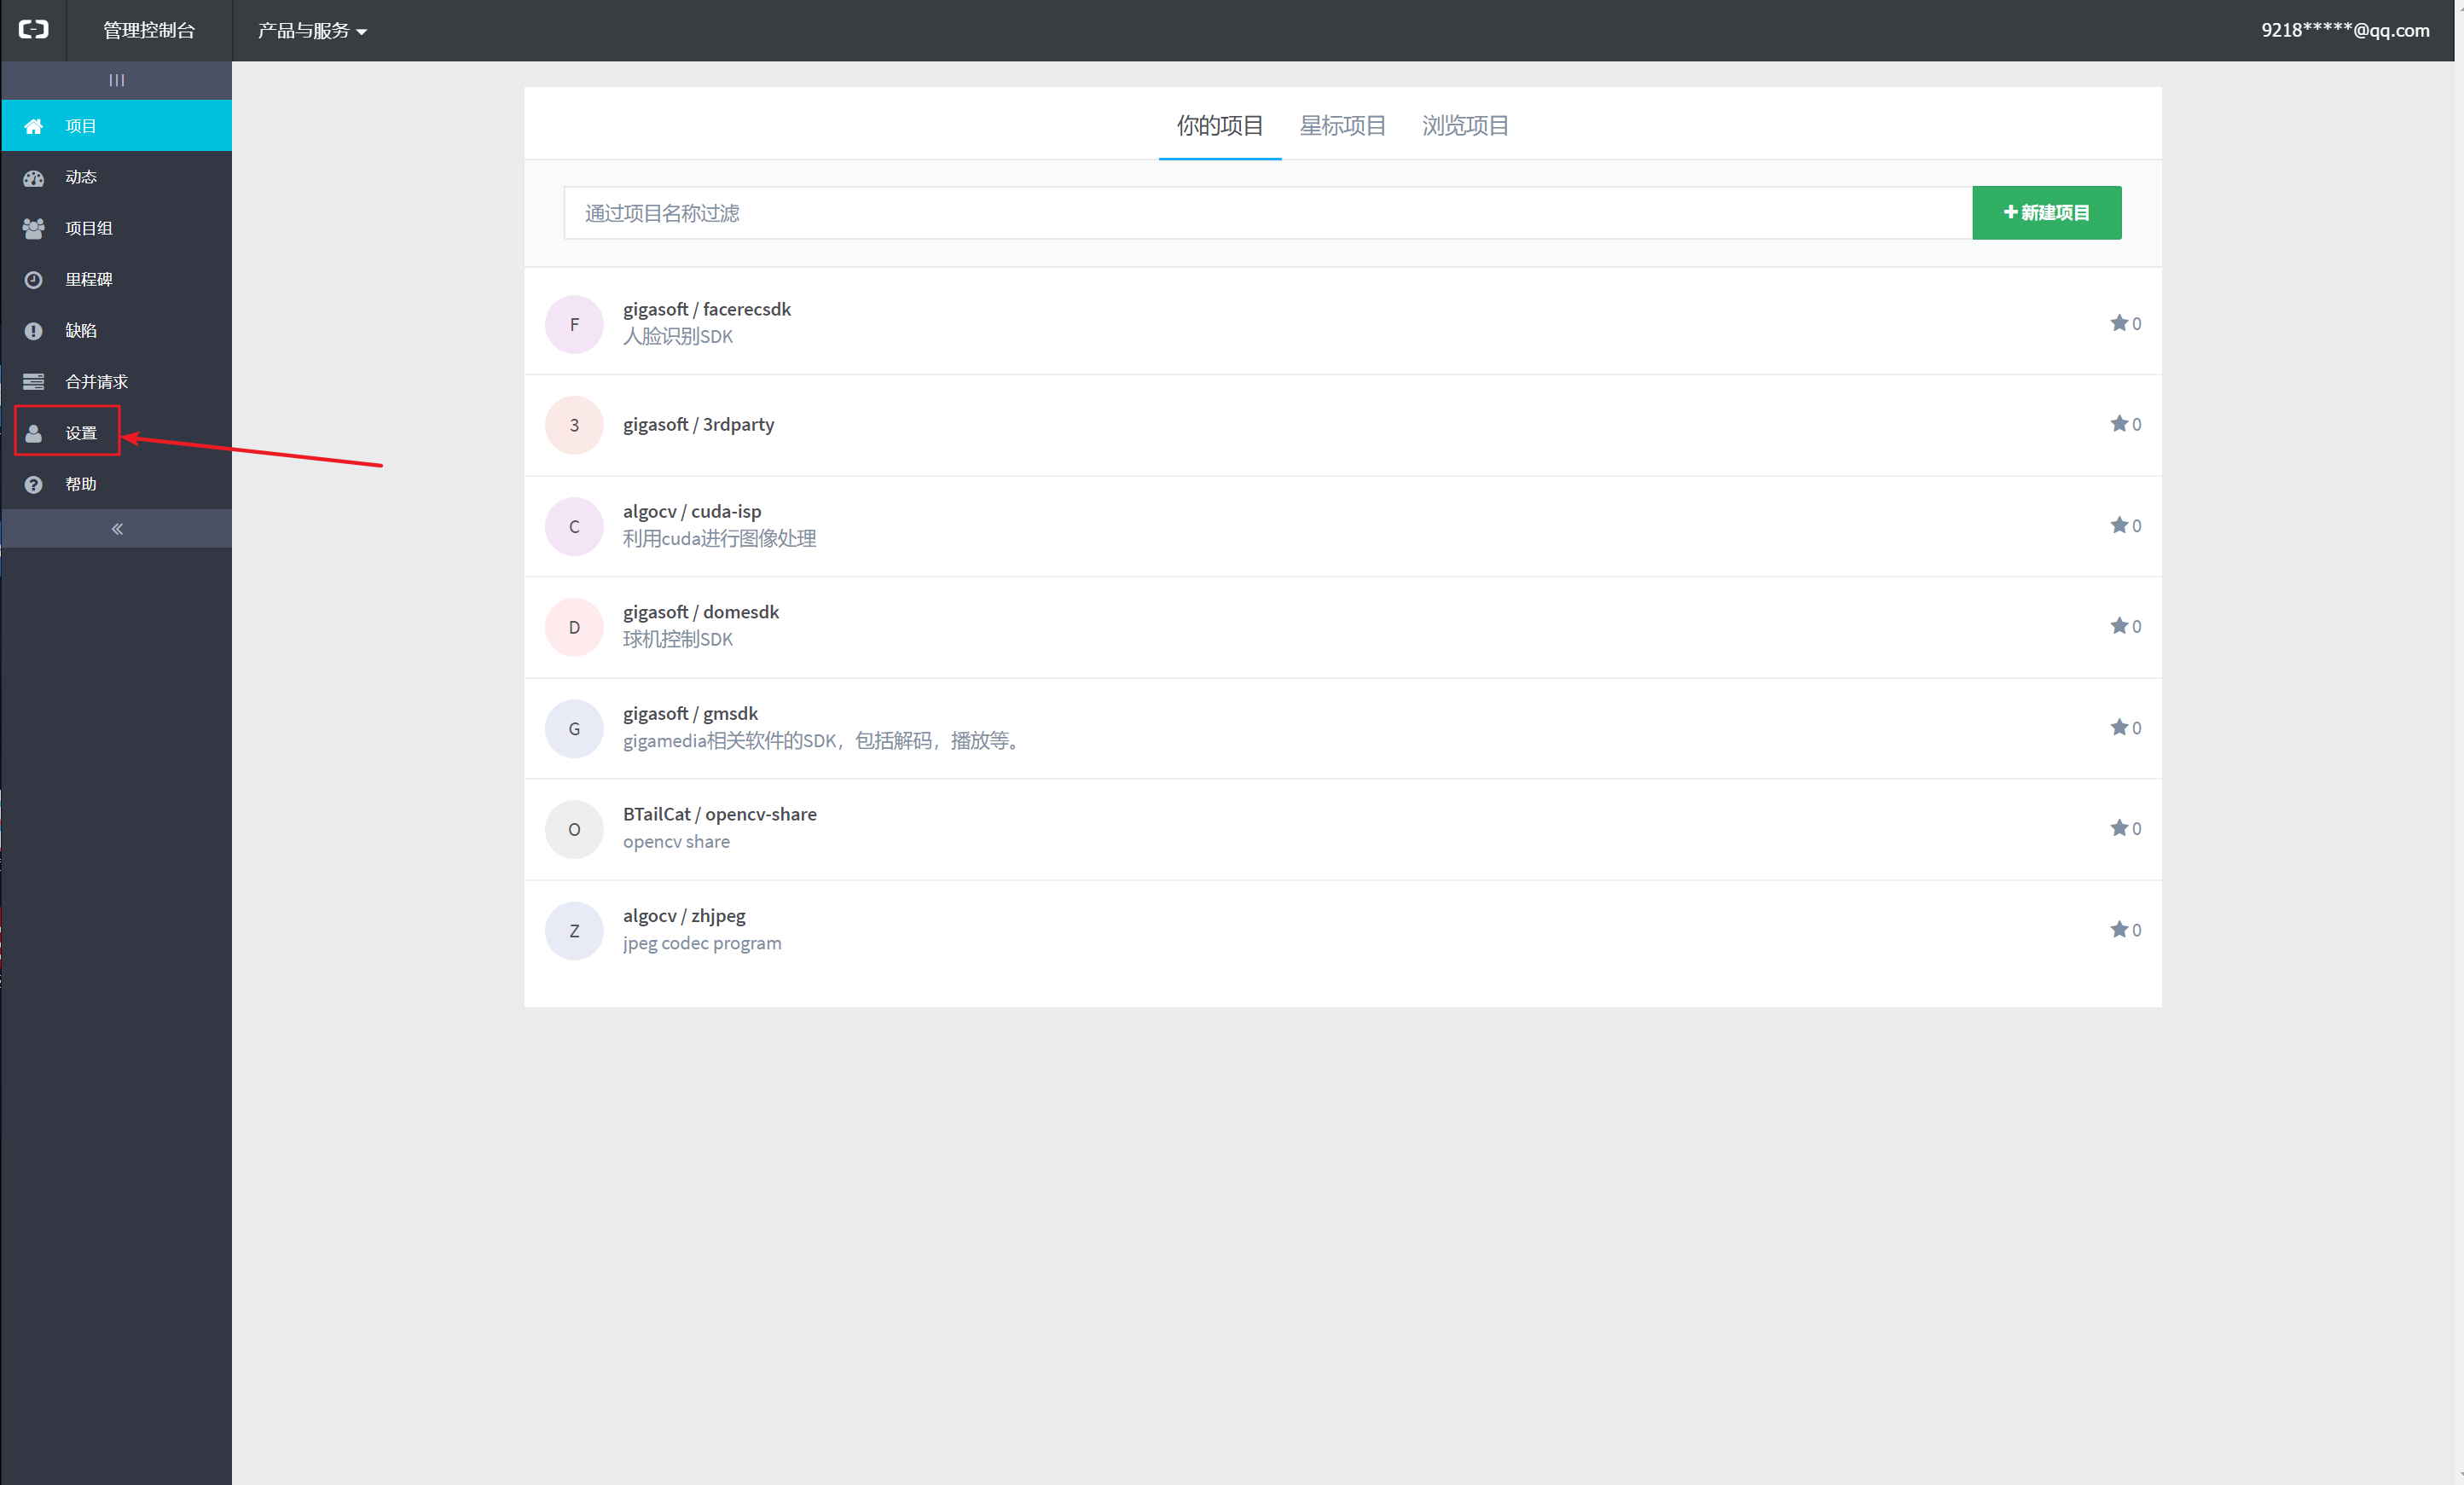 管理控制台
产品与服务
9218*****@qq.com
项目
动态
项目组
里程碑
缺陷
合并请求
设置
帮助
你的项目 星标项目 浏览项目
通过项目名称过滤
新建项目
F
gigasoft / facerecsdk
人脸识别SDK
0
3
gigasoft / 3rdparty
0
C
algocv / cuda-isp
利用cuda进行图像处理
0
D
gigasoft / domesdk
球机控制SDK
0
G
gigasoft / gmsdk
gigamedia相关软件的SDK，包括解码，播放等。
0
O
BTailCat / opencv-share
opencv share
0
Z
algocv / zhjpeg
jpeg codec program
0